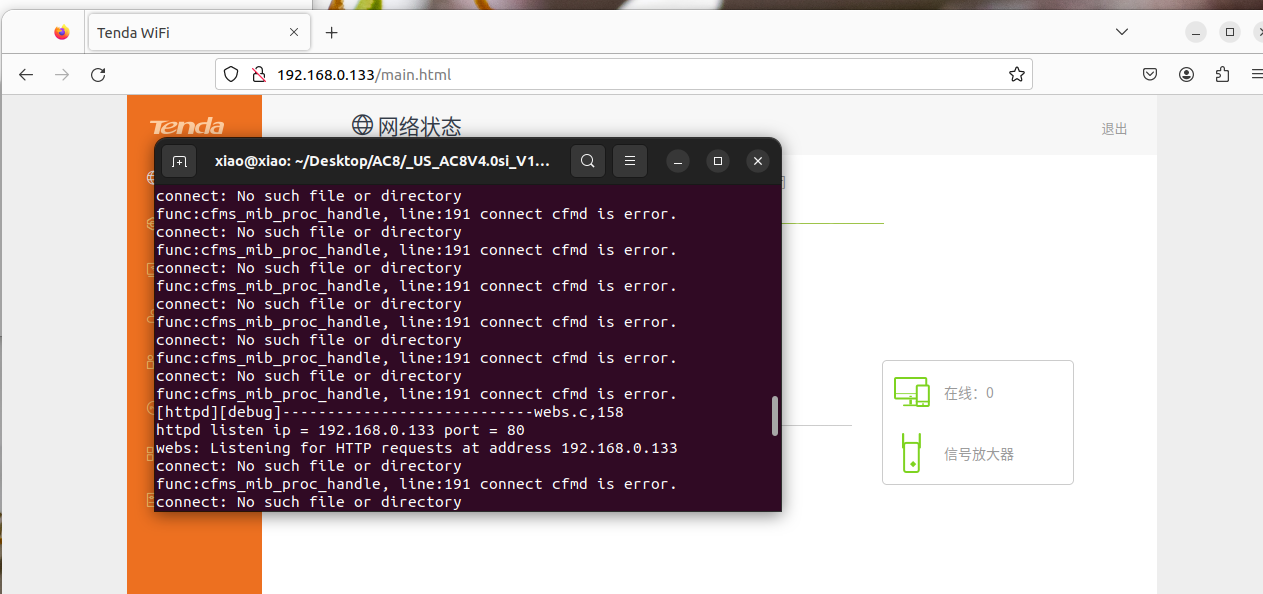 Tenda WiFi
192.168.0.133/main.html
Tenda
网络状态
退出
xiao@xiao: ~/Desktop/AC8/_US_AC8V4.0si_V1...
connect: No such file or directory
func:cfms_mib_proc_handle, line:191 connect cfmd is error.
connect: No such file or directory
func:cfms_mib_proc_handle, line:191 connect cfmd is error.
connect: No such file or directory
func:cfms_mib_proc_handle, line:191 connect cfmd is error.
connect: No such file or directory
func:cfms_mib_proc_handle, line:191 connect cfmd is error.
connect: No such file or directory
func:cfms_mib_proc_handle, line:191 connect cfmd is error.
connect: No such file or directory
func:cfms_mib_proc_handle, line:191 connect cfmd is error.
[httpd][debug]----------------------------webs.c,158
httpd listen ip = 192.168.0.133 port = 80
webs: Listening for HTTP requests at address 192.168.0.133
connect: No such file or directory
func:cfms_mib_proc_handle, line:191 connect cfmd is error.
connect: No such file or directory
在线：0
信号放大器